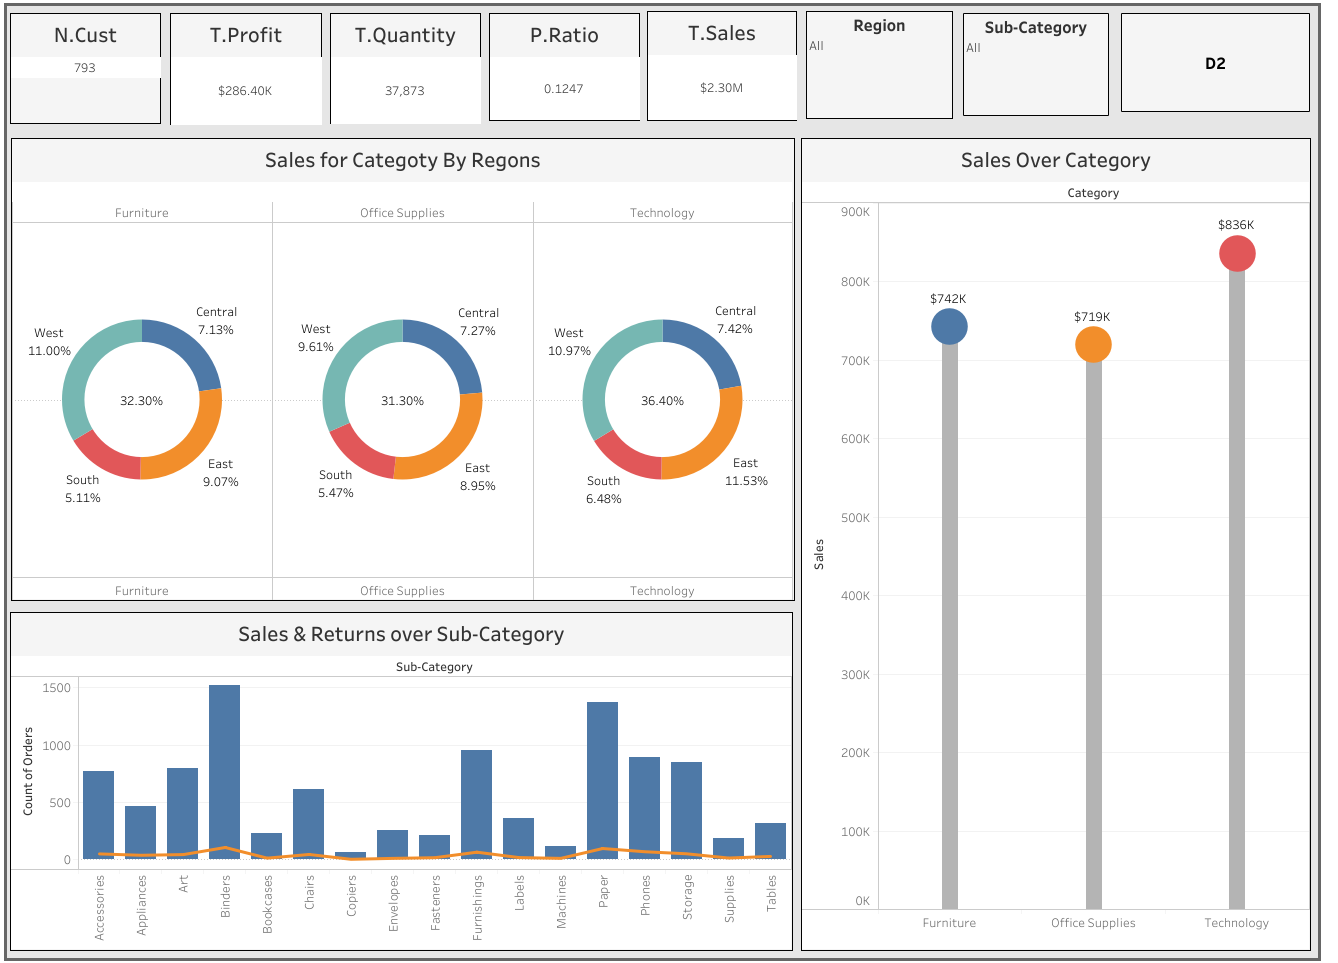 N.Cust
793
T.Profit
$286.40K
T.Quantity
37,873
P.Ratio
0.1247
T.Sales
$2.30M
Region
All
Sub-Category
All
D2
Sales for Categoty By Regons
Furniture
Office Supplies
Technology
Central
7.13%
West
11.00%
32.30%
East
9.07%
South
5.11%
Central
7.27%
West
9.61%
31.30%
East
8.95%
South
5.47%
Central
7.42%
West
10.97%
36.40%
East
11.53%
South
6.48%
Furniture
Office Supplies
Technology
Sales Over Category
Category
900K
800K
700K
600K
500K
400K
300K
200K
100K
0K
Sales
$742K
$719K
$836K
Furniture
Office Supplies
Technology
Sales & Returns over Sub-Category
Sub-Category
1500
1000
500
0
Count of Orders
Accessories
Appliances
Art
Binders
Bookcases
Chairs
Copiers
Envelopes
Fasteners
Furnishings
Labels
Machines
Paper
Phones
Storage
Supplies
Tables